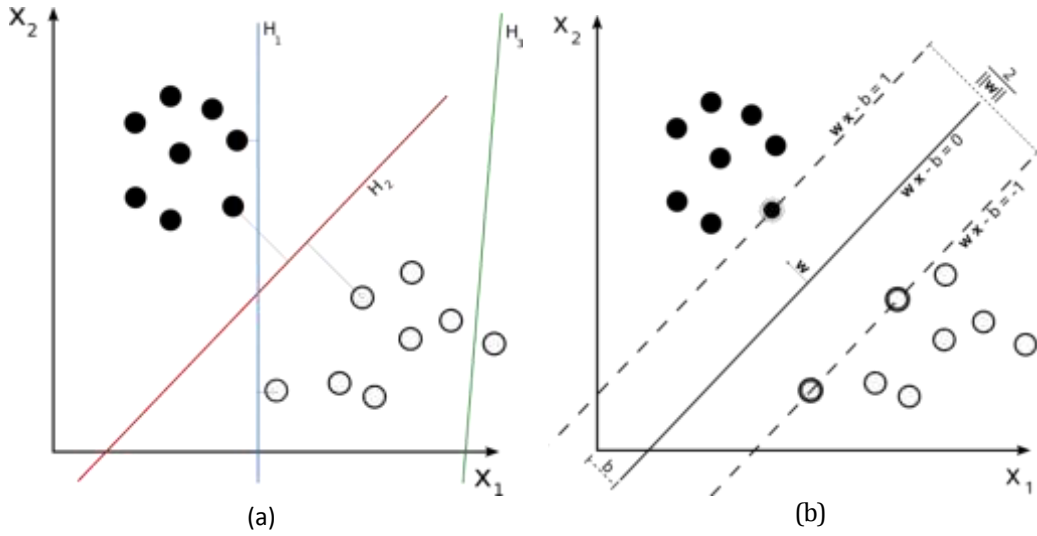 X₂
H₁
H₃
H₂
X₁
(a)
X₂
w x - b = 1
2
||w||
w x - b = 0
w x - b = -1
w
b
X₁
(b)